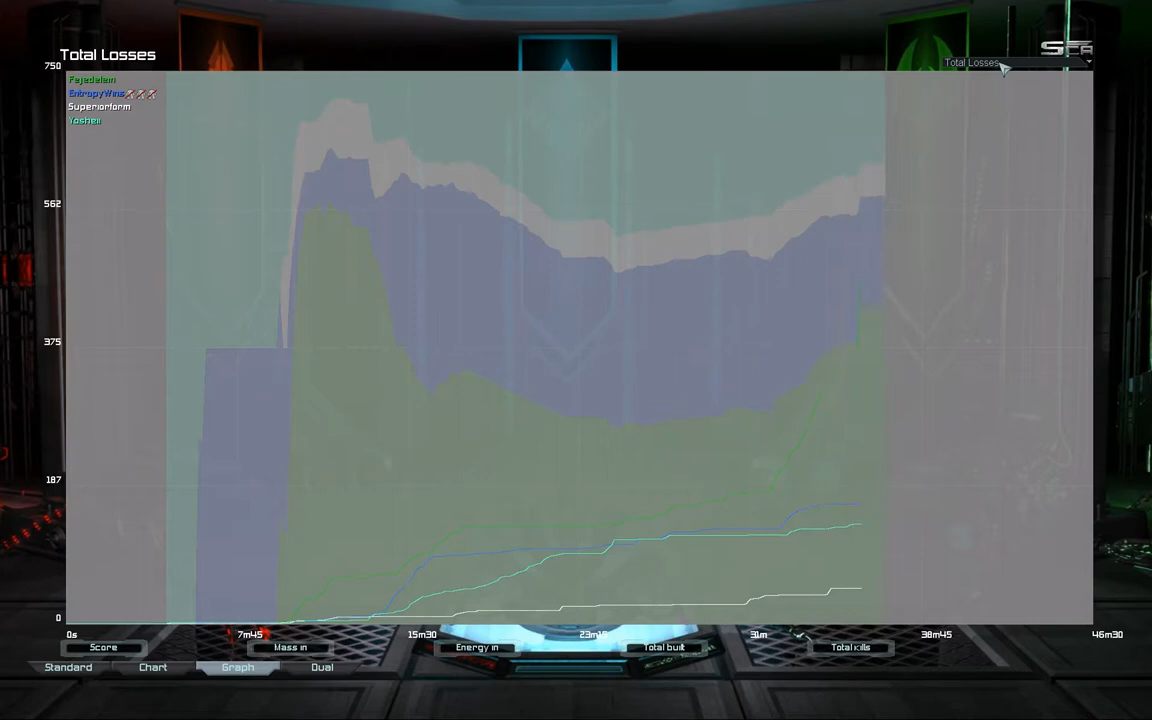 Total Losses
750
Total Losses
Fejedelem
EntropyWins
Superiorform
Yoshell
562
375
187
0
0s
7m45
15m30
23m15
31m
38m45
46m30
Score
Mass in
Energy in
Total built
Total kills
Standard
Chart
Graph
Dual